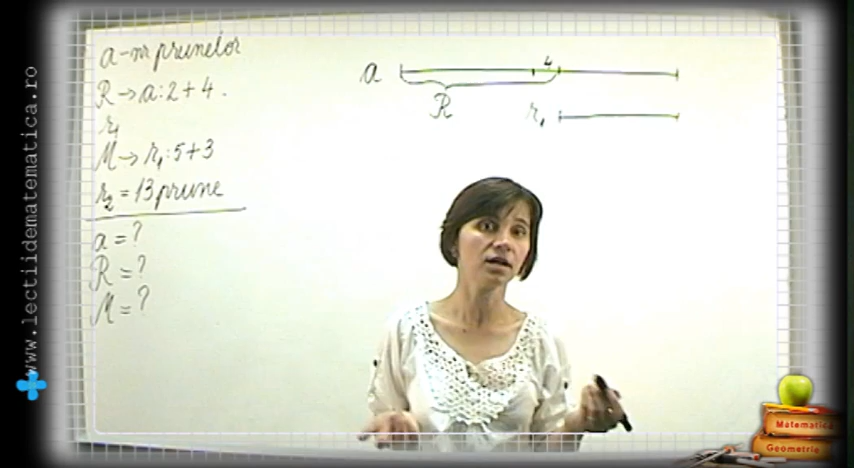 a - nr prunelor
R → a : 2 + 4 .
r₁
M → r₁ : 5 + 3
r₂ = 13 prune
a = ?
R = ?
M = ?
a
4
R
r₁
www.lectiidematematica.ro
Matematica
Geometrie